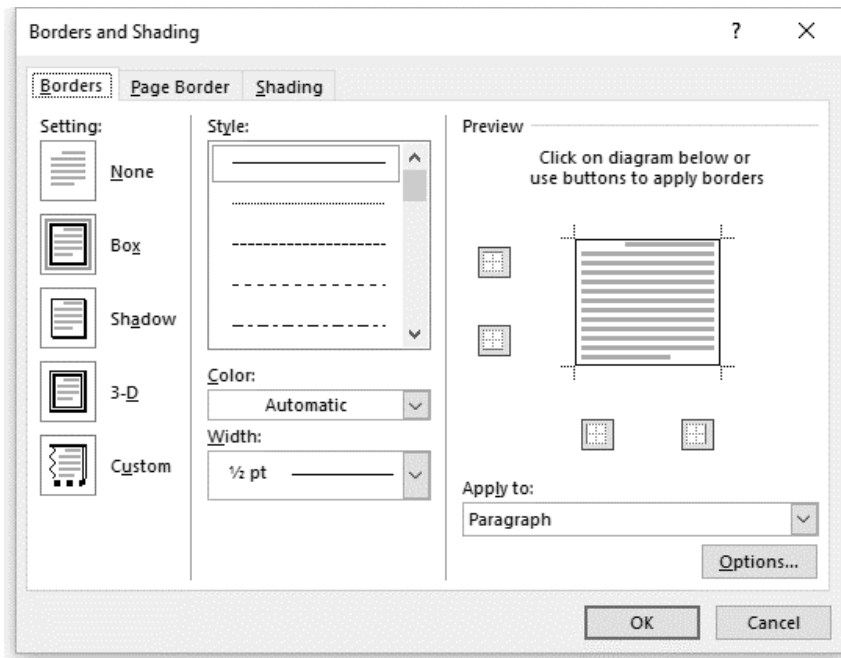 Borders and Shading
?
Borders
Page Border
Shading
Setting:
None
Box
Shadow
3-D
Custom
Style:
Color:
Automatic
Width:
½ pt
Preview
Click on diagram below or
use buttons to apply borders
Apply to:
Paragraph
Options...
OK
Cancel